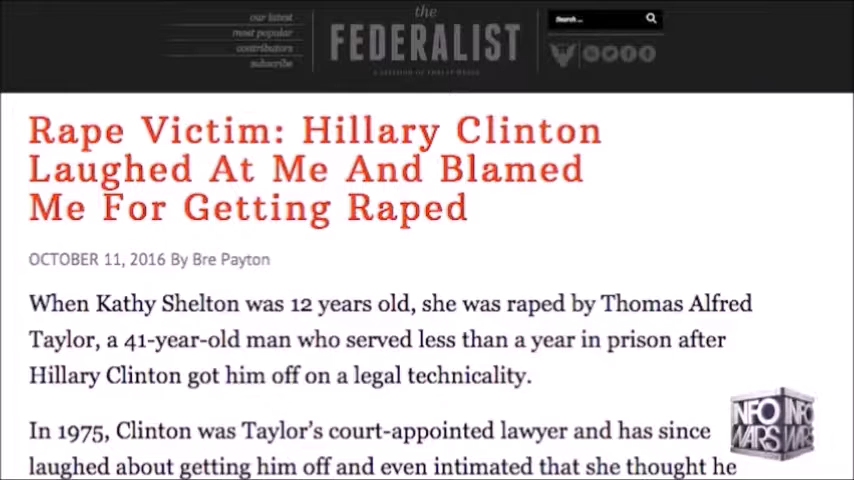 our latest
most popular
contributors
subscribe
the
FEDERALIST
Search ...
Rape Victim: Hillary Clinton
Laughed At Me And Blamed
Me For Getting Raped
OCTOBER 11, 2016 By Bre Payton
When Kathy Shelton was 12 years old, she was raped by Thomas Alfred
Taylor, a 41-year-old man who served less than a year in prison after
Hillary Clinton got him off on a legal technicality.
In 1975, Clinton was Taylor's court-appointed lawyer and has since
laughed about getting him off and even intimated that she thought he
INFO
WARS